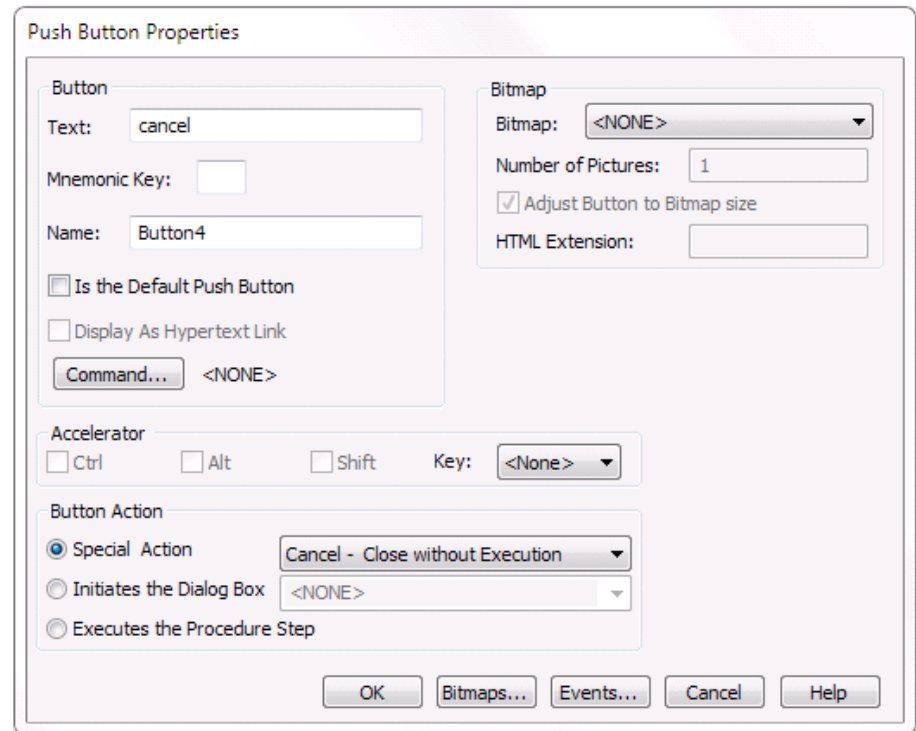 Push Button Properties
Button
Text: cancel
Mnemonic Key:
Name: Button4
Is the Default Push Button
Display As Hypertext Link
Command... <NONE>
Bitmap
Bitmap: <NONE>
Number of Pictures: 1
Adjust Button to Bitmap size
HTML Extension:
Accelerator
Ctrl Alt Shift Key: <None>
Button Action
Special Action Cancel - Close without Execution
Initiates the Dialog Box <NONE>
Executes the Procedure Step
OK Bitmaps... Events... Cancel Help